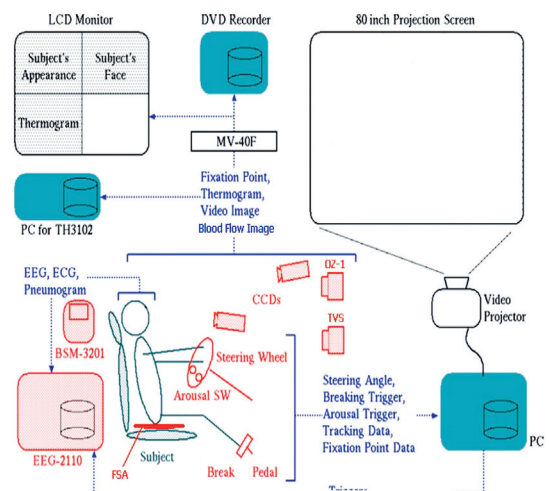 LCD Monitor
DVD Recorder
80 inch Projection Screen
Subject's
Appearance
Subject's
Face
Thermogram
MV-40F
Fixation Point,
Thermogram,
Video Image
Blood Flow Image
PC for TH3102
EEG, ECG,
Pneumogram
BSM-3201
EEG-2110
CCDs
OZ-1
TVS
Steering Wheel
Arousal SW
FSA
Subject
Break Pedal
Video
Projector
Steering Angle,
Breaking Trigger,
Arousal Trigger,
Tracking Data,
Fixation Point Data
PC